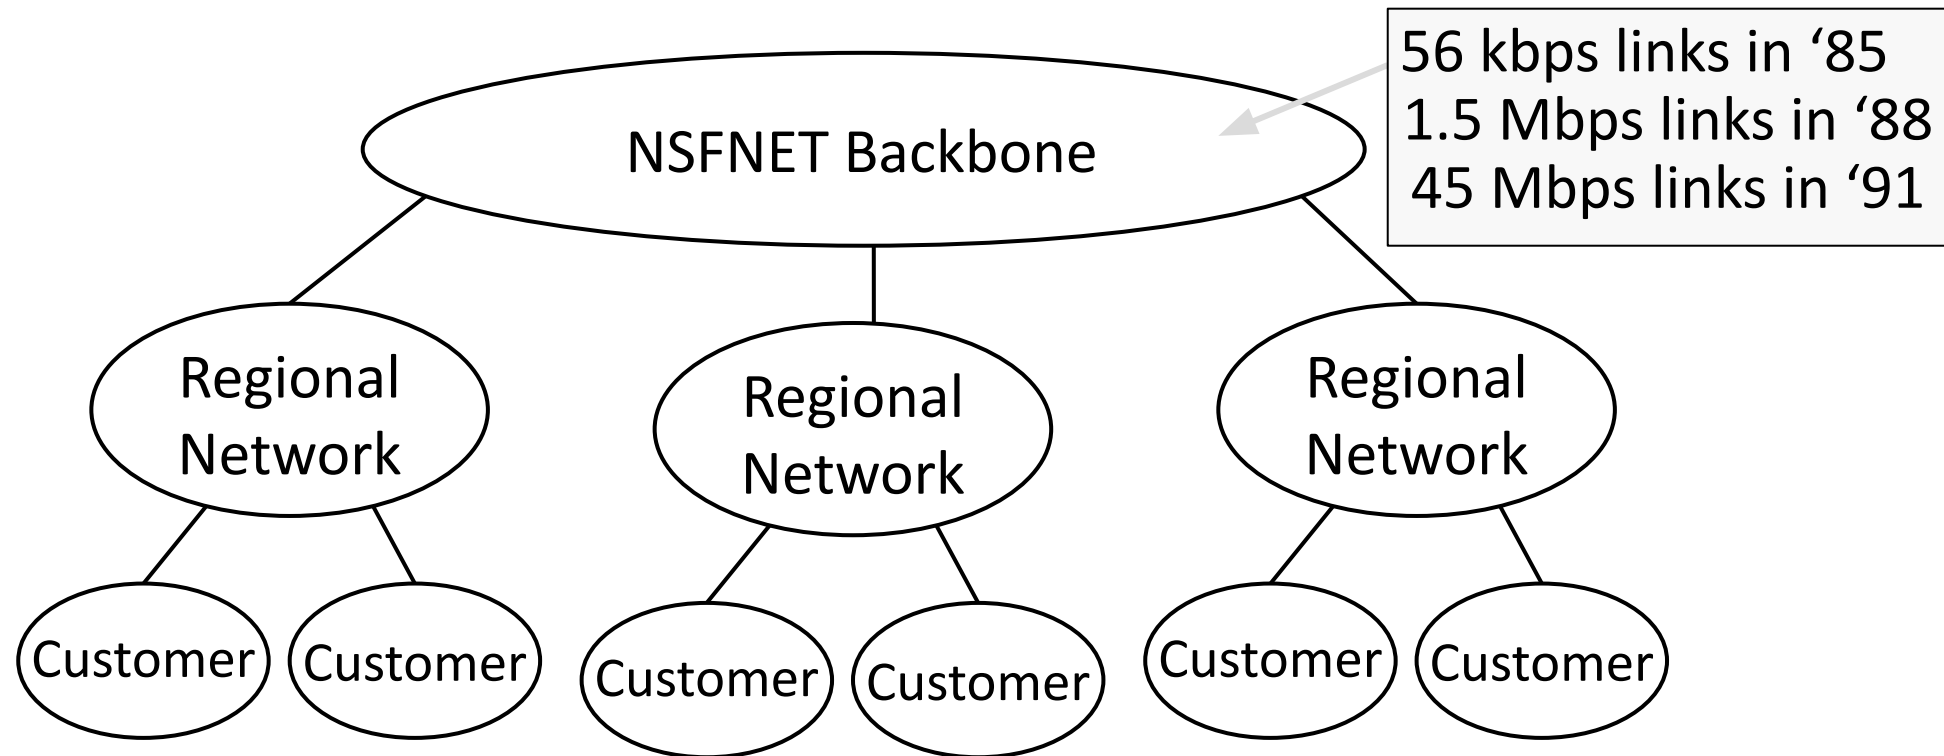 56 kbps links in ‘85
1.5 Mbps links in ‘88
45 Mbps links in ‘91
NSFNET Backbone
Regional
Network
Regional
Network
Regional
Network
Customer
Customer
Customer
Customer
Customer
Customer